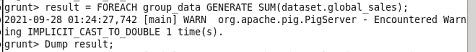 grunt> result = FOREACH group_data GENERATE SUM(dataset.global_sales);
2021-09-28 01:24:27,742 [main] WARN  org.apache.pig.PigServer - Encountered Warn
ing IMPLICIT_CAST_TO_DOUBLE 1 time(s).
grunt> Dump result;